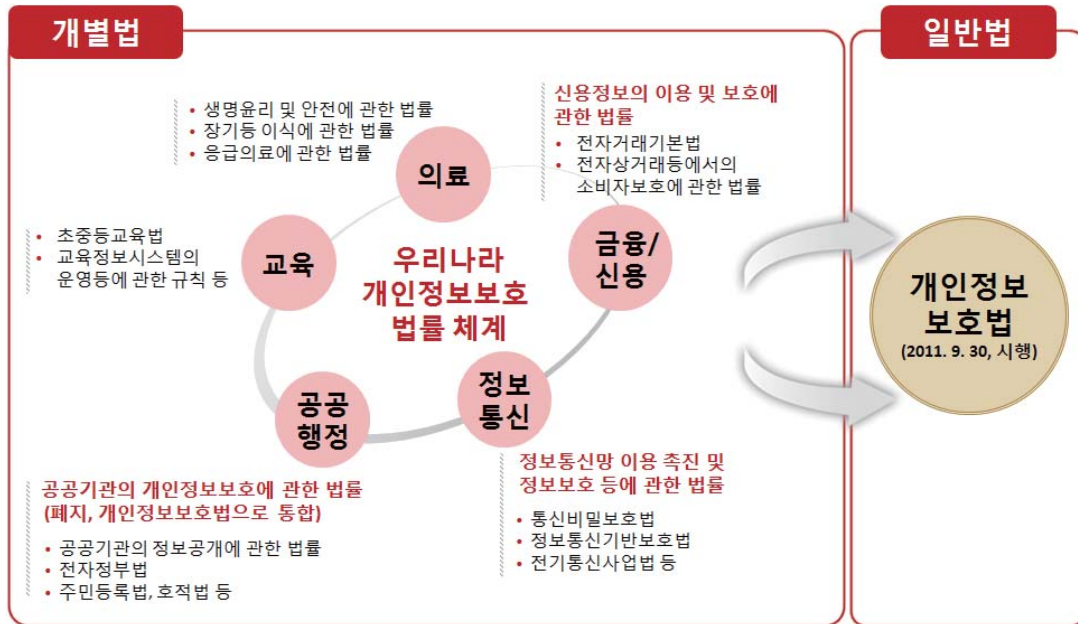 개별법
일반법
• 생명윤리 및 안전에 관한 법률
• 장기등 이식에 관한 법률
• 응급의료에 관한 법률
신용정보의 이용 및 보호에
관한 법률
• 전자거래기본법
• 전자상거래등에서의
소비자보호에 관한 법률
의료
• 초중등교육법
• 교육정보시스템의
운영등에 관한 규칙 등
교육
금융/
신용
우리나라
개인정보보호
법률 체계
개인정보
보호법
(2011. 9. 30, 시행)
공공
행정
정보
통신
공공기관의 개인정보보호에 관한 법률
(폐지, 개인정보보호법으로 통합)
• 공공기관의 정보공개에 관한 법률
• 전자정부법
• 주민등록법, 호적법 등
정보통신망 이용 촉진 및
정보보호 등에 관한 법률
• 통신비밀보호법
• 정보통신기반보호법
• 전기통신사업법 등